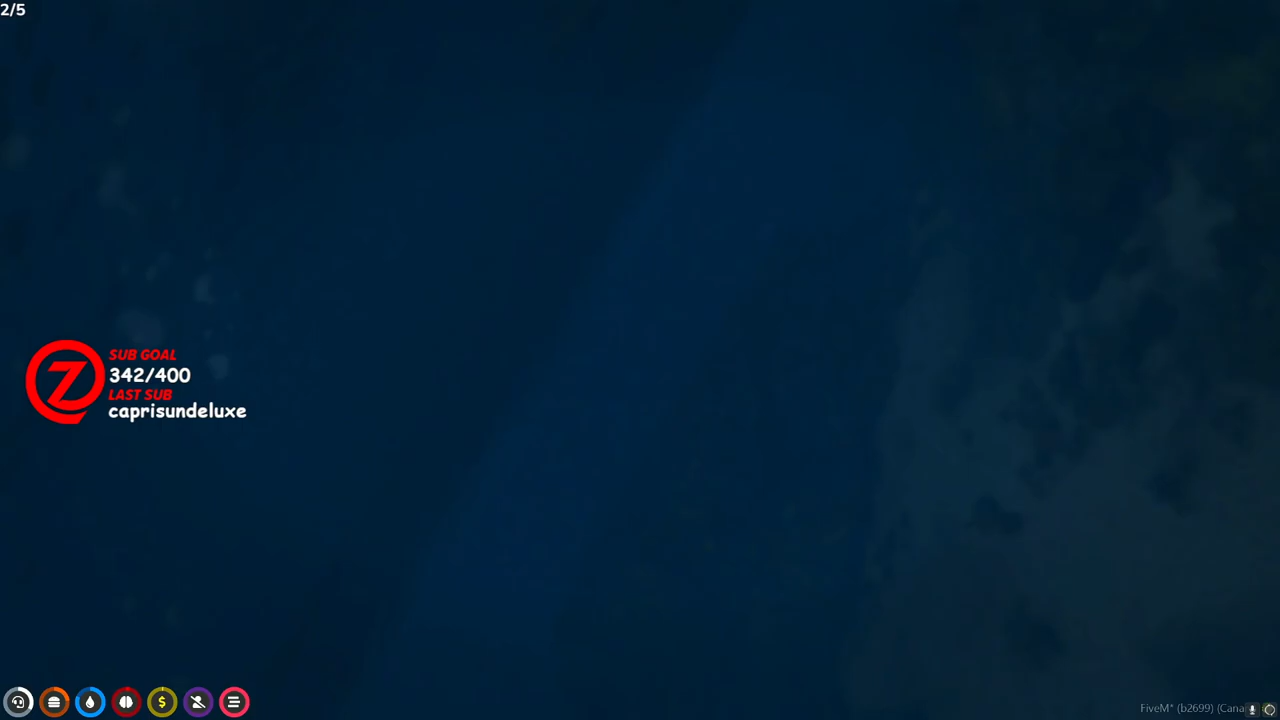 2/5
SUB GOAL
342/400
LAST SUB
caprisundeluxe
FiveM* (b2699) (Cana